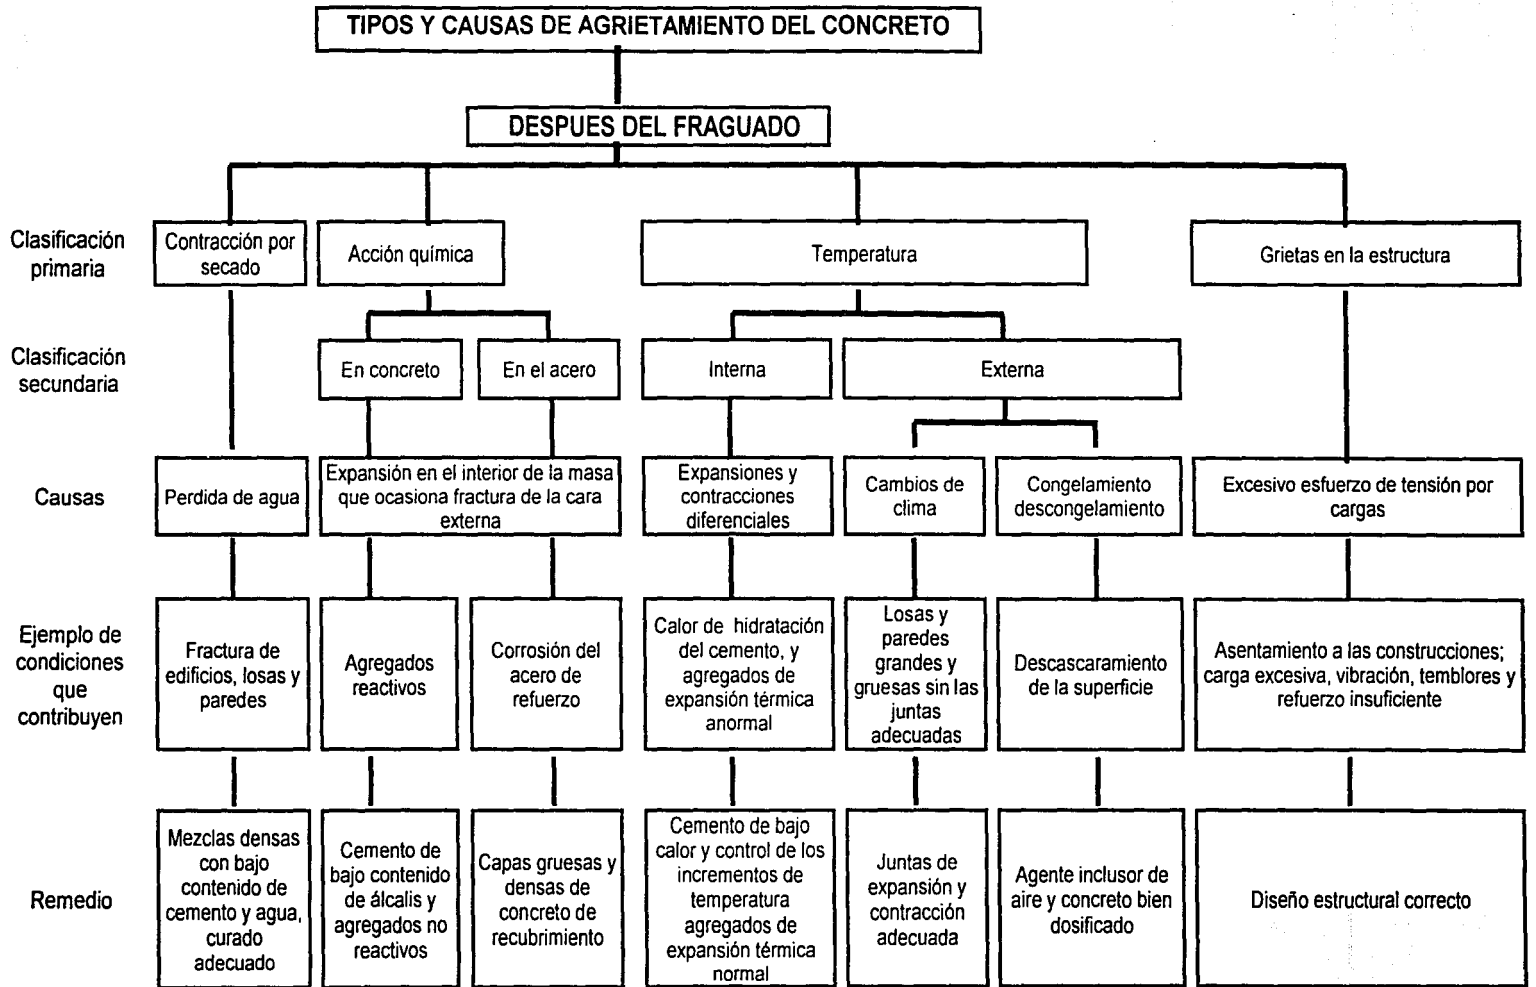 TIPOS Y CAUSAS DE AGRIETAMIENTO DEL CONCRETO
DESPUES DEL FRAGUADO
Clasificación
primaria
Contracción por
secado
Acción química
Temperatura
Grietas en la estructura
Clasificación
secundaria
En concreto
En el acero
Interna
Externa
Causas
Perdida de agua
Expansión en el interior de la masa
que ocasiona fractura de la cara
externa
Expansiones y
contracciones
diferenciales
Cambios de
clima
Congelamiento
descongelamiento
Excesivo esfuerzo de tensión por
cargas
Ejemplo de
condiciones
que
contribuyen
Fractura de
edificios, losas y
paredes
Agregados
reactivos
Corrosión del
acero de
refuerzo
Calor de hidratación
del cemento, y
agregados de
expansión térmica
anormal
Losas y
paredes
grandes y
gruesas sin las
juntas
adecuadas
Descascaramiento
de la superficie
Asentamiento a las construcciones;
carga excesiva, vibración, temblores y
refuerzo insuficiente
Remedio
Mezclas densas
con bajo
contenido de
cemento y agua,
curado
adecuado
Cemento de
bajo contenido
de álcalis y
agregados no
reactivos
Capas gruesas y
densas de
concreto de
recubrimiento
Cemento de bajo
calor y control de los
incrementos de
temperatura
agregados de
expansión térmica
normal
Juntas de
expansión y
contracción
adecuada
Agente inclusor de
aire y concreto bien
dosificado
Diseño estructural correcto